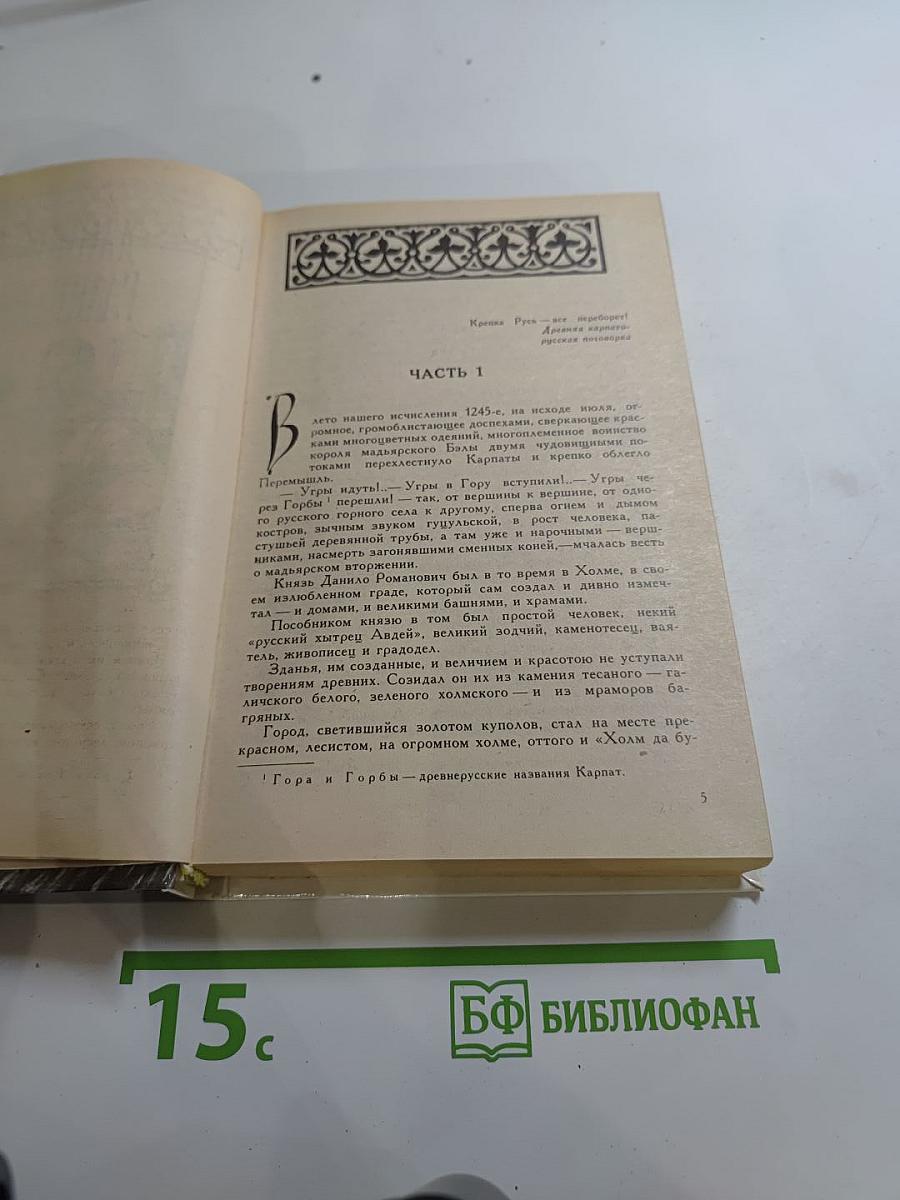 Крепка Русь — все переборет!
Древняя карпато-
русская поговорка
ЧАСТЬ 1
В лето нашего исчисления 1245-е, на исходе июля, ог-
ромное, громоблистающее доспехами, сверкающее крас-
ками многоцветных одеяний, многоплеменное воинство
короля мадьярского Бэлы двумя чудовищными по-
токами перехлестнуло Карпаты и крепко облегло
Перемышль.
— Угры идуть!..— Угры в Гору вступили!..— Угры че-
рез Горбы ¹ перешли! — так, от вершины к вершине, от одно-
го русского горного села к другому, сперва огнем и дымом
костров, зычным звуком гуцульской, в рост человека, па-
стушьей деревянной трубы, а там уже и нарочными — верш-
никами, насмерть загонявшими сменных коней,—мчалась весть
о мадьярском вторжении.
Князь Данило Романович был в то время в Холме, в сво-
ем излюбленном граде, который сам создал и дивно измеч-
тал — и домами, и великими башнями, и храмами.
Пособником князю в том был простой человек, некий
«русский хытрец Авдей», великий зодчий, каменотесец, вая-
тель, живописец и градодел.
Зданья, им созданные, и величием и красотою не уступали
творениям древних. Созидал он их из камения тесаного — га-
личского белого, зеленого холмского — и из мраморов ба-
гряных.
Город, светившийся золотом куполов, стал на месте пре-
красном, лесистом, на огромном холме, оттого и «Холм да бу-
¹ Гора и Горбы — древнерусские названия Карпат.
5
15 с
БФ БИБЛИОФАН